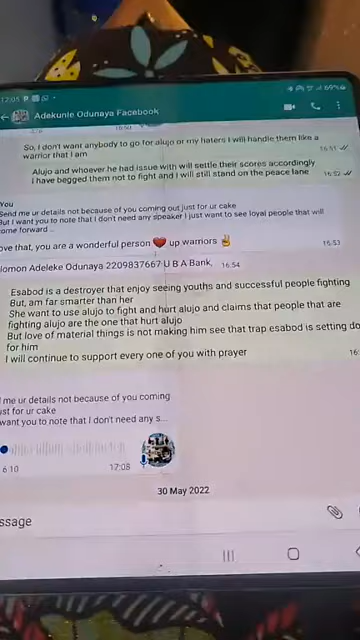 12:05
89%
Adekunle Odunaya Facebook
So, I don't want anybody to go for alujo or my haters I will handle them like a
warrior that I am
16:51
Alujo and whoever he had issue with will settle their scores accordingly
I have begged them not to fight and I will still stand on the peace lane
16:52
You
Send me ur details not because of you coming out just for ur cake
But I want you to note that I don't need any speaker I just want to see loyal people that will
come forward ..
ove that, you are a wonderful person ❤️ up warriors ✌️
16:53
lomon Adeleke Odunaya 2209837667 U B A Bank,
16:54
Esabod is a destroyer that enjoy seeing youths and successful people fighting
But, am far smarter than her
She want to use alujo to fight and hurt alujo and claims that people that are
fighting alujo are the one that hurt alujo
But love of material things is not making him see that trap esabod is setting do
for him
I will continue to support every one of you with prayer
16:
me ur details not because of you coming
ust for ur cake
want you to note that I don't need any s...
6:10
17:08
30 May 2022
ssage